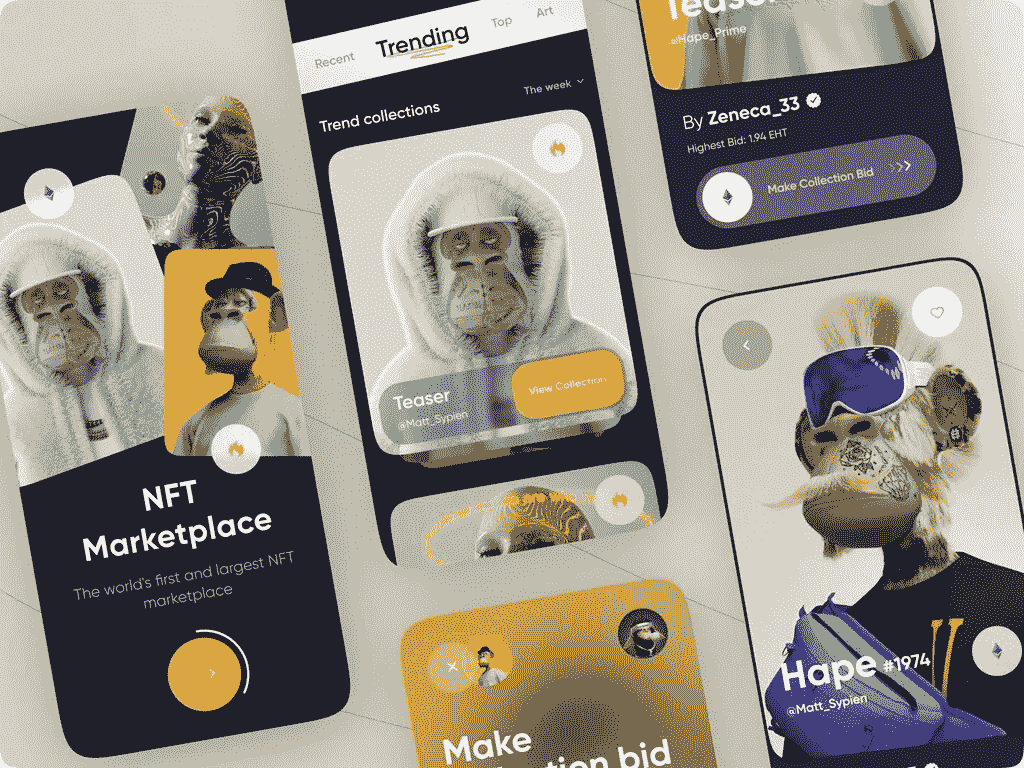 NFT
Marketplace
The world's first and largest NFT
marketplace
Recent
Trending
Top
Art
Trend collections
The week
Teaser
@Matt_Sypien
View Collection
Teaser
@Hape_Prime
By Zeneca_33
Highest Bid: 1.94 EHT
Make Collection Bid
Make
bid
Hape #1974
@Matt_Sypien